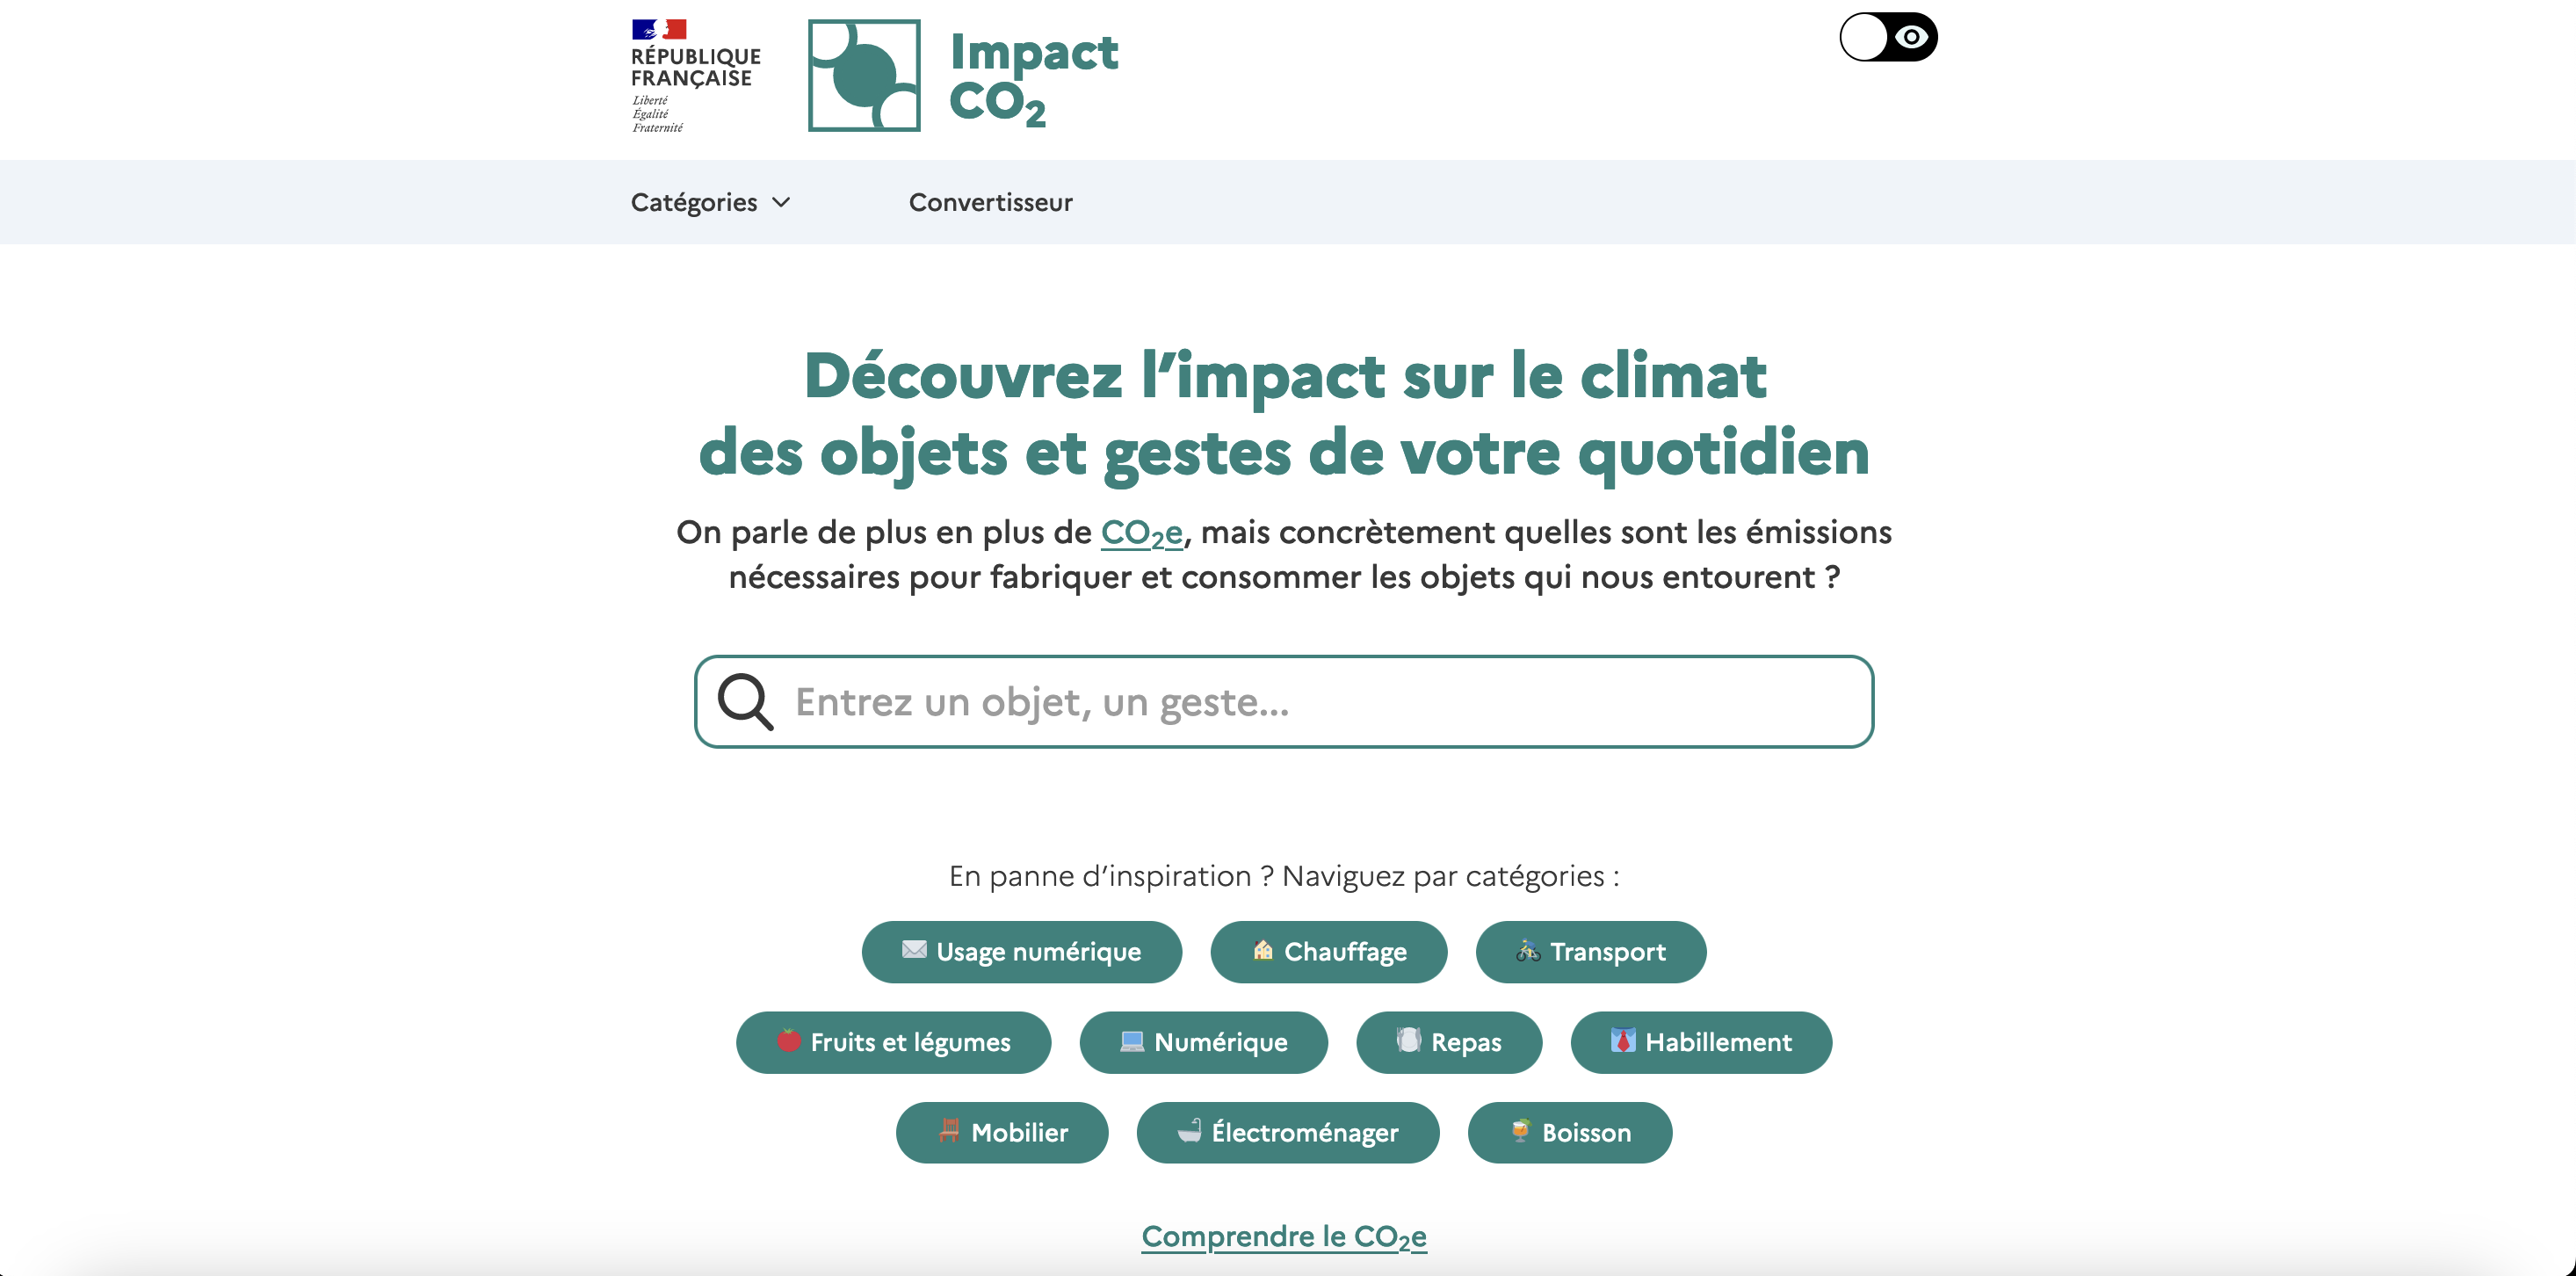 RÉPUBLIQUE
FRANÇAISE
Liberté
Égalité
Fraternité
Impact
CO₂
Catégories
Convertisseur
Découvrez l’impact sur le climat
des objets et gestes de votre quotidien
On parle de plus en plus de CO₂e, mais concrètement quelles sont les émissions
nécessaires pour fabriquer et consommer les objets qui nous entourent ?
Entrez un objet, un geste...
En panne d’inspiration ? Naviguez par catégories :
Usage numérique
Chauffage
Transport
Fruits et légumes
Numérique
Repas
Habillement
Mobilier
Électroménager
Boisson
Comprendre le CO₂e